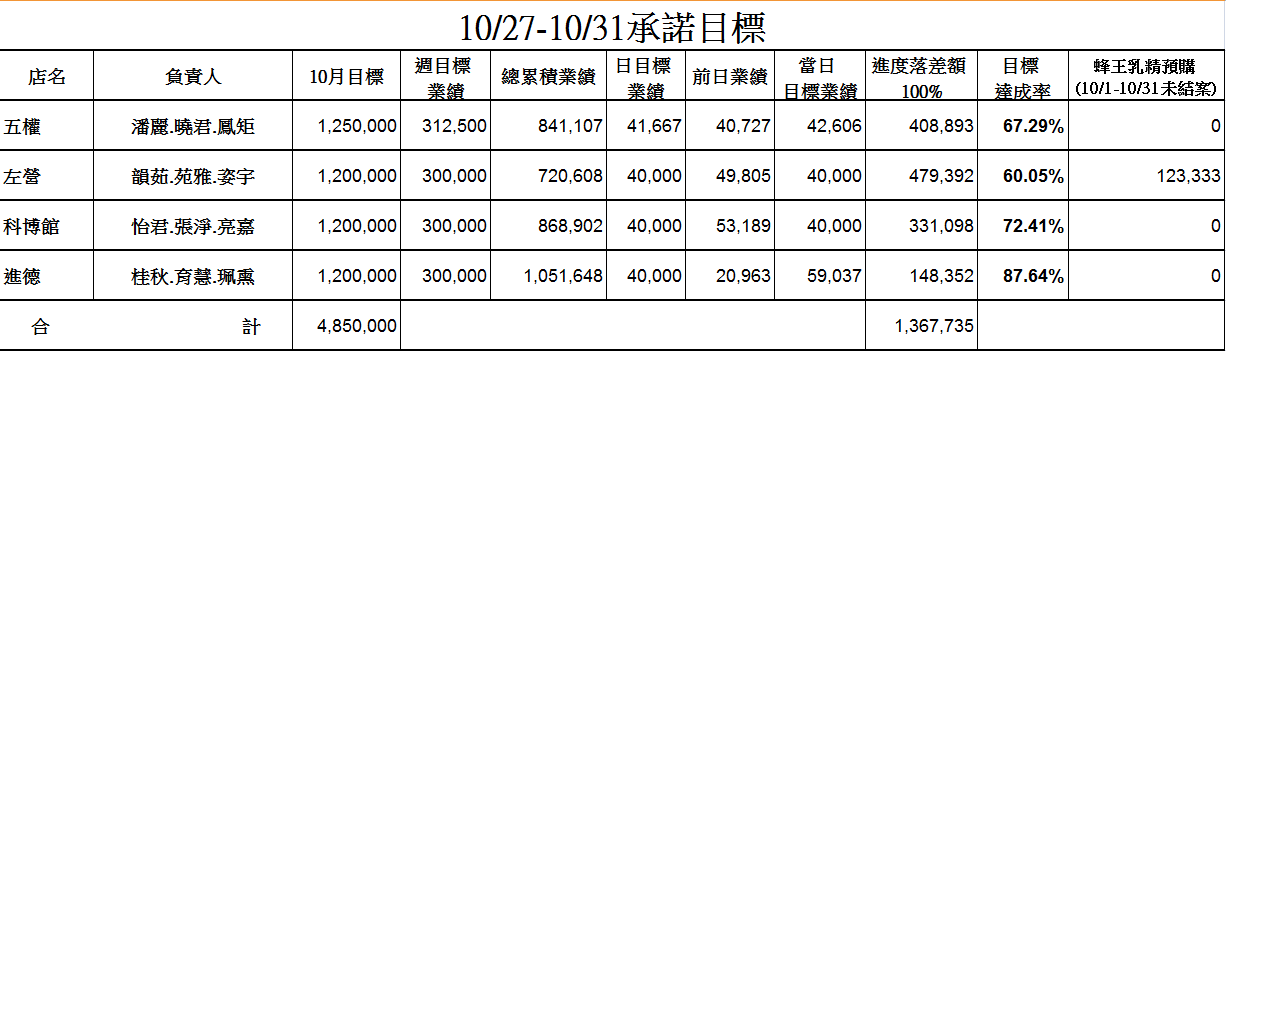 10/27-10/31承諾目標
店名 負責人 10月目標 週目標 業績 總累積業績 日目標 業績 前日業績 當日 目標業績 進度落差額 100% 目標 達成率 蜂王乳精預購 (10/1-10/31未結案)
五權 潘麗.曉君.鳳矩 1,250,000 312,500 841,107 41,667 40,727 42,606 408,893 67.29% 0
左營 韻茹.苑雅.姿宇 1,200,000 300,000 720,608 40,000 49,805 40,000 479,392 60.05% 123,333
科博館 怡君.張淨.亮嘉 1,200,000 300,000 868,902 40,000 53,189 40,000 331,098 72.41% 0
進德 桂秋.育慧.珮熏 1,200,000 300,000 1,051,648 40,000 20,963 59,037 148,352 87.64% 0
合 計 4,850,000 1,367,735